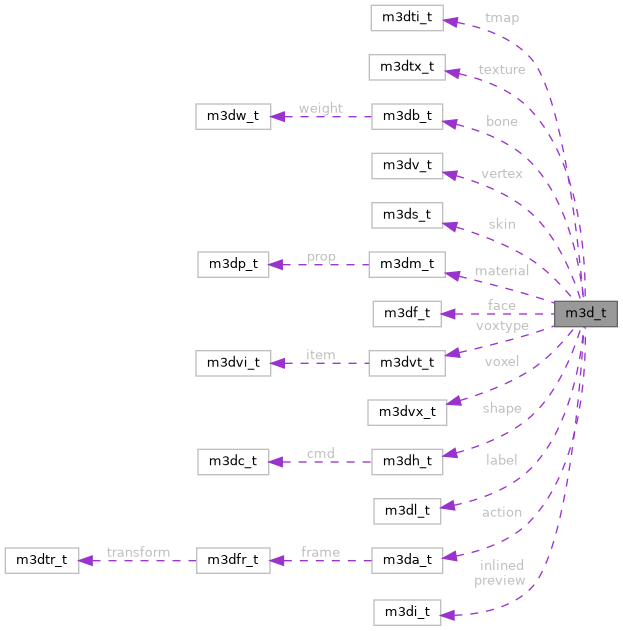 m3dti_t
tmap
m3dtx_t
texture
m3dw_t
weight
m3db_t
bone
m3dv_t
vertex
m3ds_t
skin
m3dp_t
prop
m3dm_t
material
m3df_t
face
m3d_t
voxtype
m3dvi_t
item
m3dvt_t
voxel
m3dvx_t
shape
m3dc_t
cmd
m3dh_t
label
m3dl_t
action
m3dtr_t
transform
m3dfr_t
frame
m3da_t
inlined
preview
m3di_t